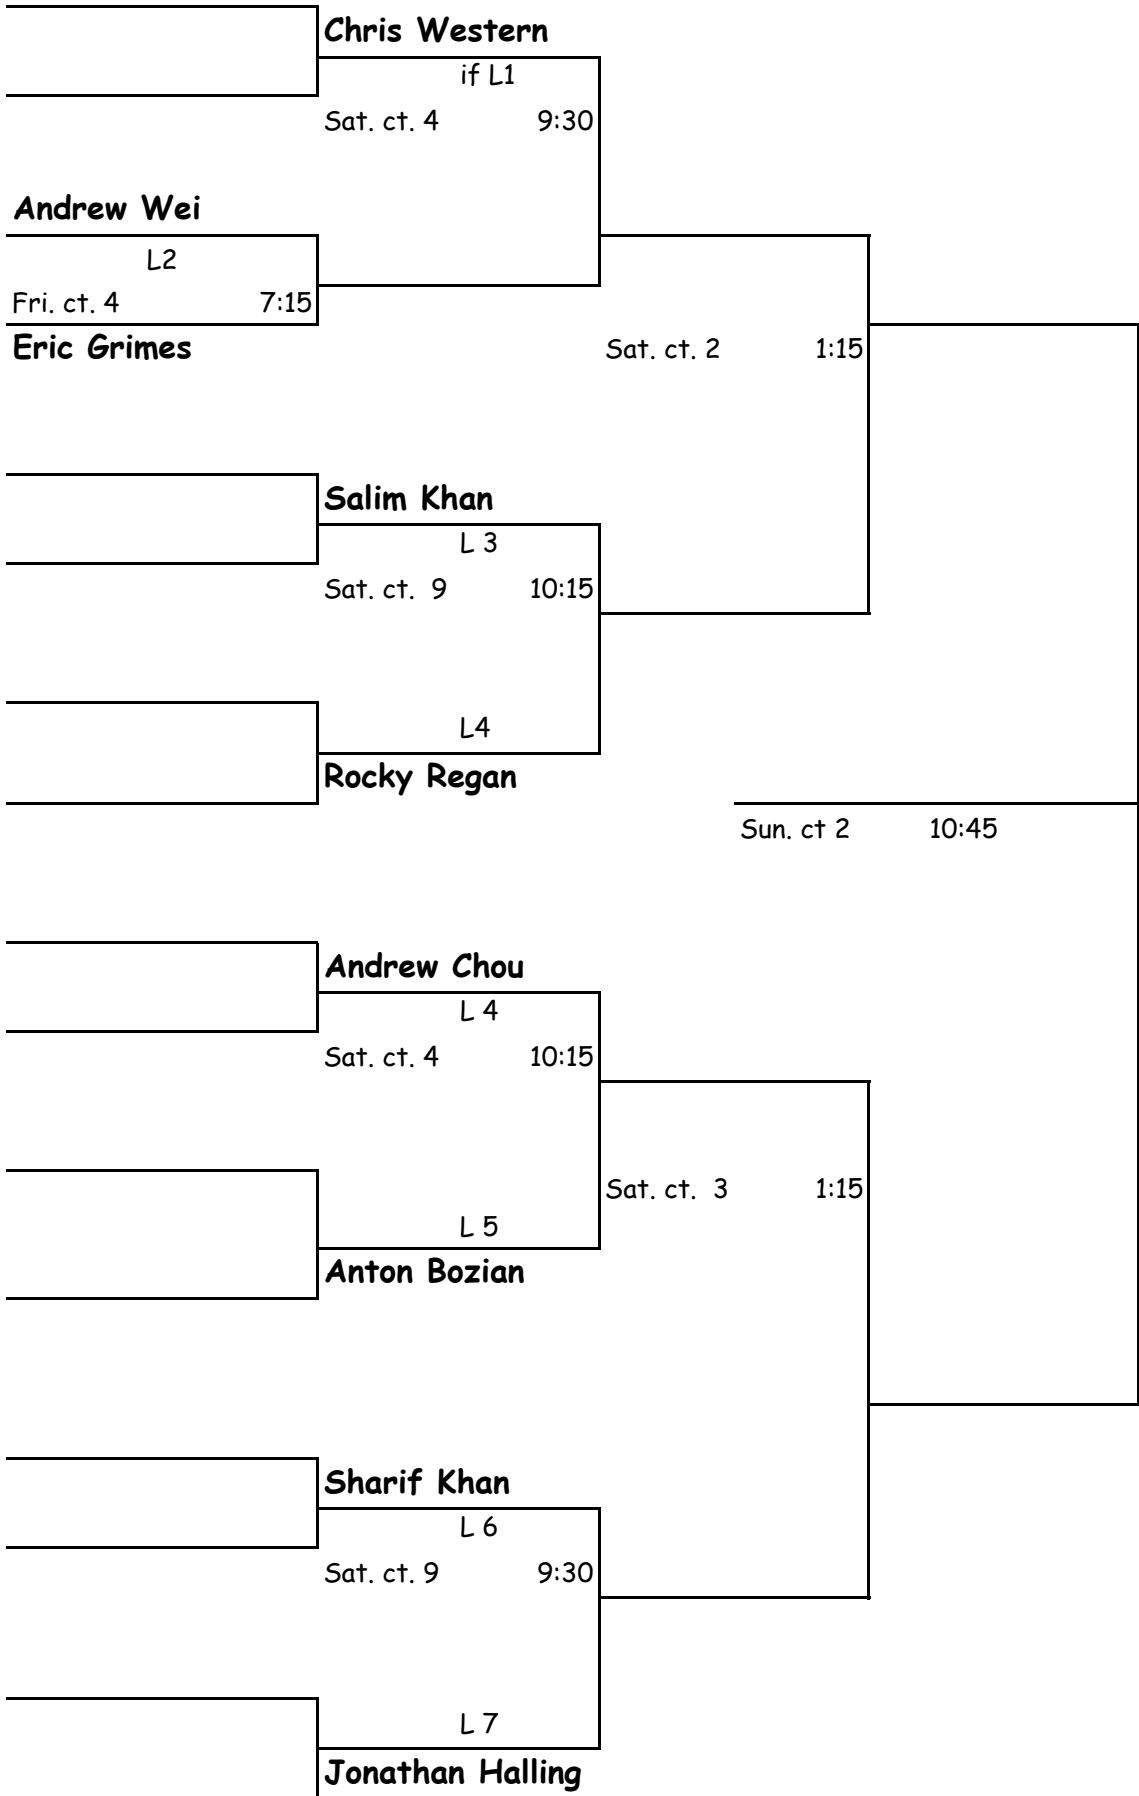 Chris Western
if L1
Sat. ct. 4 9:30
Andrew Wei
L2
Fri. ct. 4 7:15
Eric Grimes
Sat. ct. 2 1:15
Salim Khan
L 3
Sat. ct. 9 10:15
L4
Rocky Regan
Sun. ct 2 10:45
Andrew Chou
L 4
Sat. ct. 4 10:15
Sat. ct. 3 1:15
L 5
Anton Bozian
Sharif Khan
L 6
Sat. ct. 9 9:30
L 7
Jonathan Halling